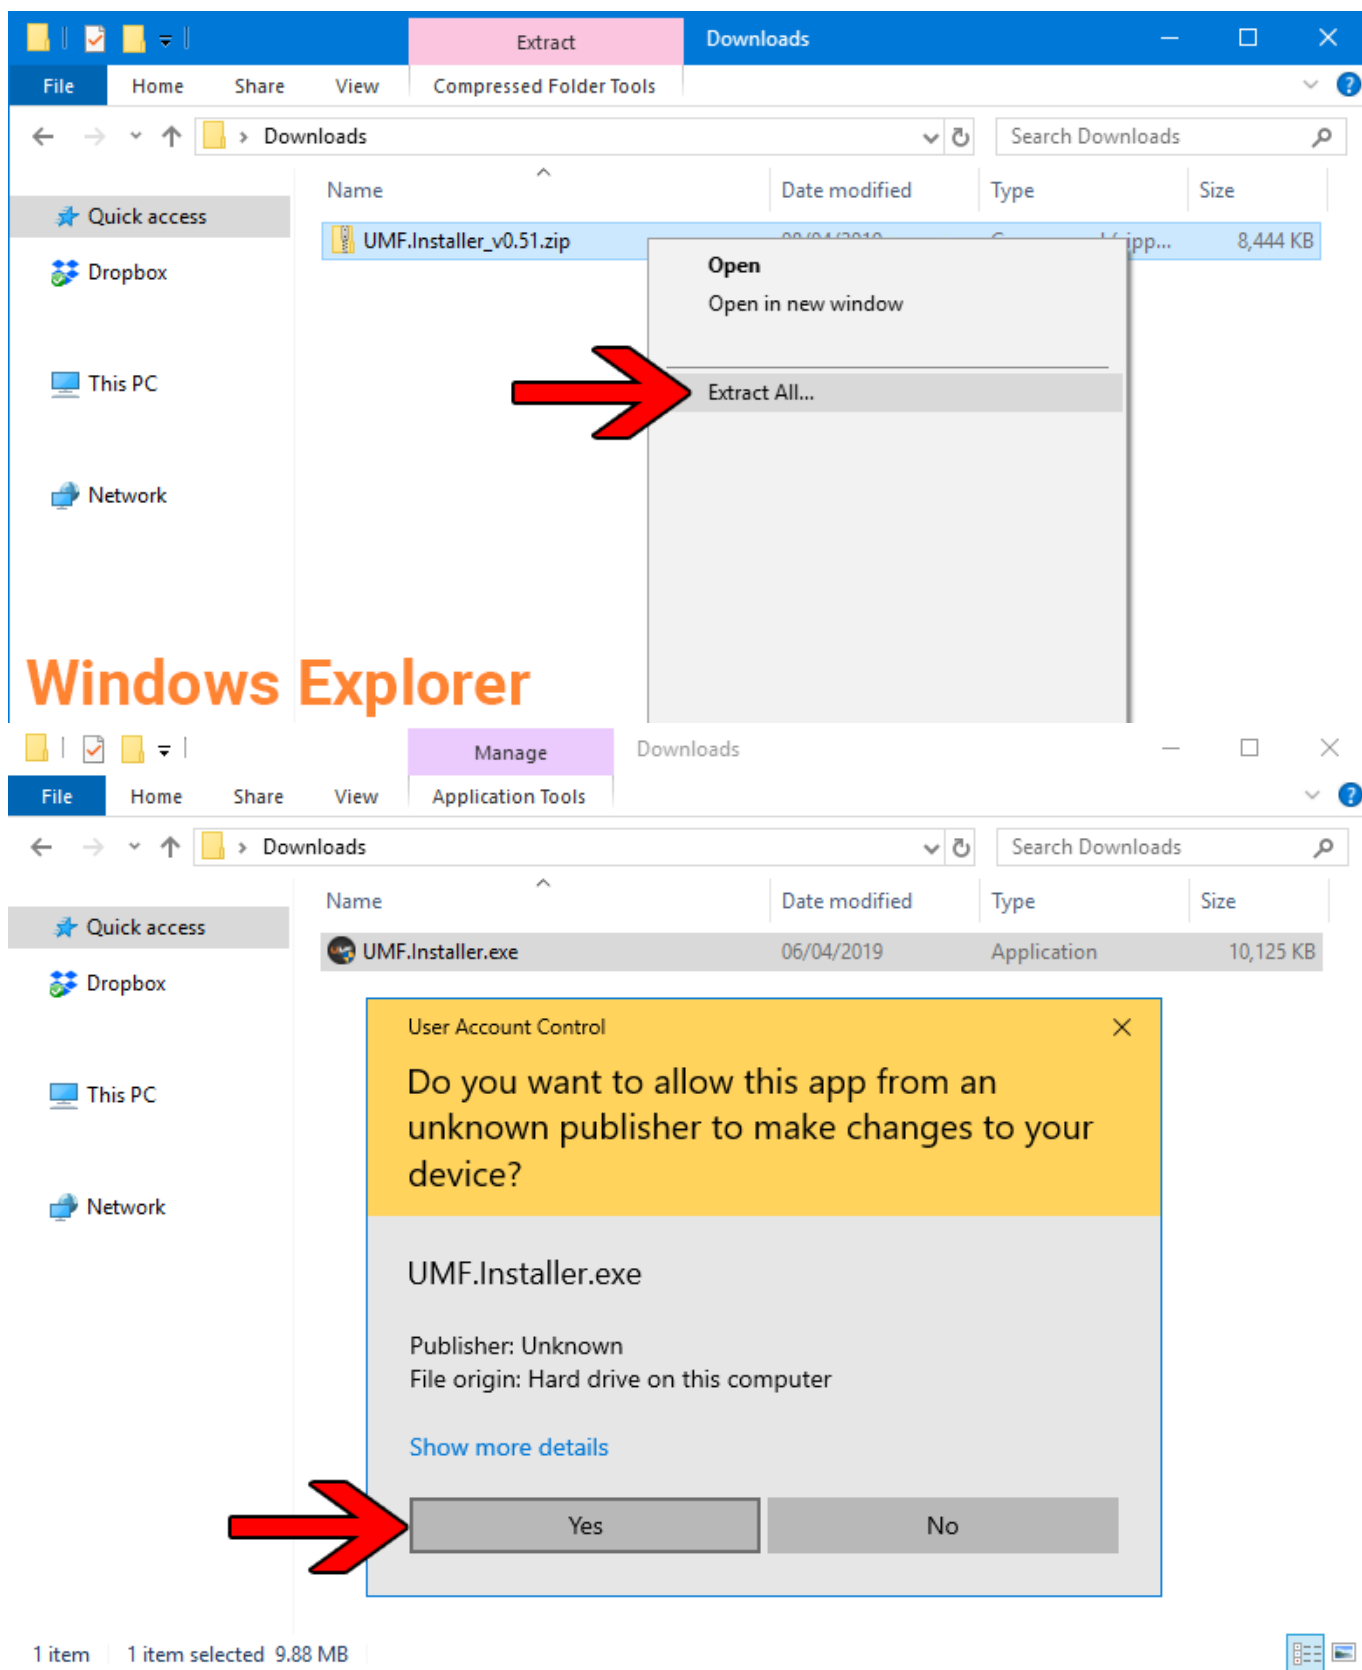 Extract
Downloads
File Home Share View Compressed Folder Tools
Downloads
Search Downloads
Name Date modified Type Size
Quick access
UMF.Installer_v0.51.zip 8,444 KB
Open
Dropbox
Open in new window
This PC
Extract All...
Network
Windows Explorer
Manage
Downloads
File Home Share View Application Tools
Downloads
Search Downloads
Name Date modified Type Size
Quick access
UMF.Installer.exe 06/04/2019 Application 10,125 KB
Dropbox
This PC
Network
User Account Control
Do you want to allow this app from an
unknown publisher to make changes to your
device?
UMF.Installer.exe
Publisher: Unknown
File origin: Hard drive on this computer
Show more details
Yes No
1 item 1 item selected 9.88 MB